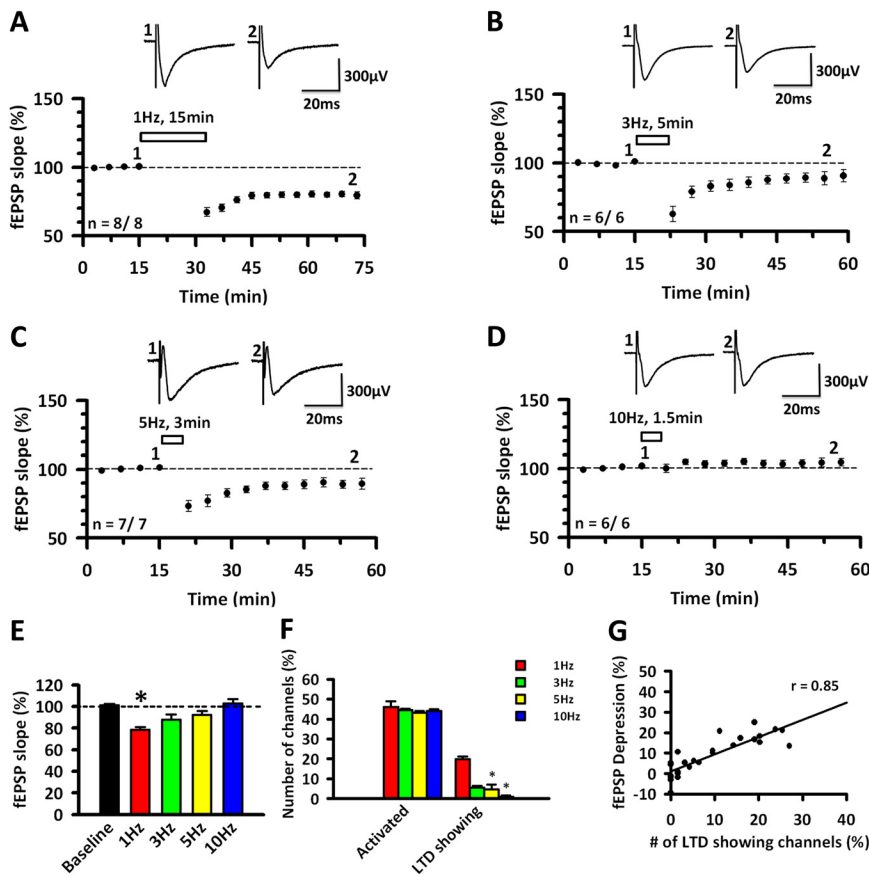 A
1
2
300µV
20ms
fEPSP slope (%)
150
100
50
1Hz, 15min
1
2
n = 8/ 8
0 15 30 45 60 75
Time (min)
B
1
2
300µV
20ms
fEPSP slope (%)
150
100
50
3Hz, 5min
1
2
n = 6/ 6
0 15 30 45 60
Time (min)
C
1
2
300µV
20ms
fEPSP slope (%)
150
100
50
5Hz, 3min
1
2
n = 7/ 7
0 15 30 45 60
Time (min)
D
1
2
300µV
20ms
fEPSP slope (%)
150
100
50
10Hz, 1.5min
1
2
n = 6/ 6
0 15 30 45 60
Time (min)
E
fEPSP slope (%)
120
100
80
60
40
20
0
*
Baseline
1Hz
3Hz
5Hz
10Hz
F
Number of channels (%)
60
50
40
30
20
10
0
1Hz
3Hz
5Hz
10Hz
*
*
Activated
LTD showing
G
fEPSP Depression (%)
50
40
30
20
10
0
-10
r = 0.85
0 10 20 30 40
# of LTD showing channels (%)